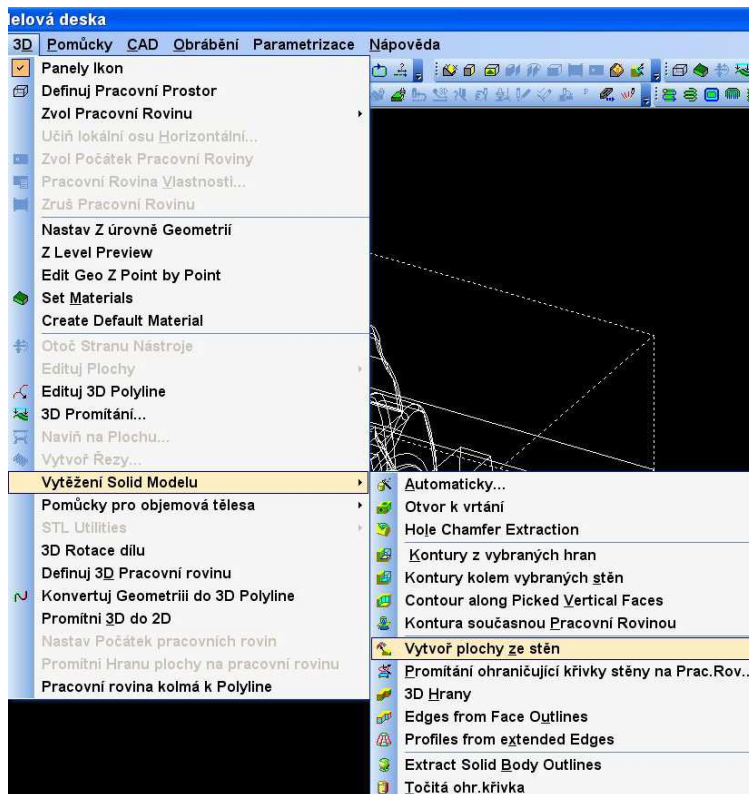 elová deska
3D Pomůcky CAD Obrábění Parametrizace Nápověda
Panely Ikon
Definuj Pracovní Prostor
Zvol Pracovní Rovinu
Učiň lokální osu Horizontální...
Zvol Počátek Pracovní Roviny
Pracovní Rovina Vlastnosti...
Zruš Pracovní Rovinu
Nastav Z úrovně Geometrií
Z Level Preview
Edit Geo Z Point by Point
Set Materials
Create Default Material
Otoč Stranu Nástroje
Edituj Plochy
Edituj 3D Polyline
3D Promítání...
Naviň na Plochu...
Vytvoř Řezy...
Vytěžení Solid Modelu
Pomůcky pro objemová tělesa
STL Utilities
3D Rotace dílu
Definuj 3D Pracovní rovinu
Konvertuj Geometriii do 3D Polyline
Promítni 3D do 2D
Nastav Počátek pracovních rovin
Promítni Hranu plochy na pracovní rovinu
Pracovní rovina kolmá k Polyline
Automaticky...
Otvor k vrtání
Hole Chamfer Extraction
Kontury z vybraných hran
Kontury kolem vybraných stěn
Contour along Picked Vertical Faces
Kontura současnou Pracovní Rovinou
Vytvoř plochy ze stěn
Promítání ohraničující křivky stěny na Prac.Rov..
3D Hrany
Edges from Face Outlines
Profiles from extended Edges
Extract Solid Body Outlines
Točitá ohr.křivka